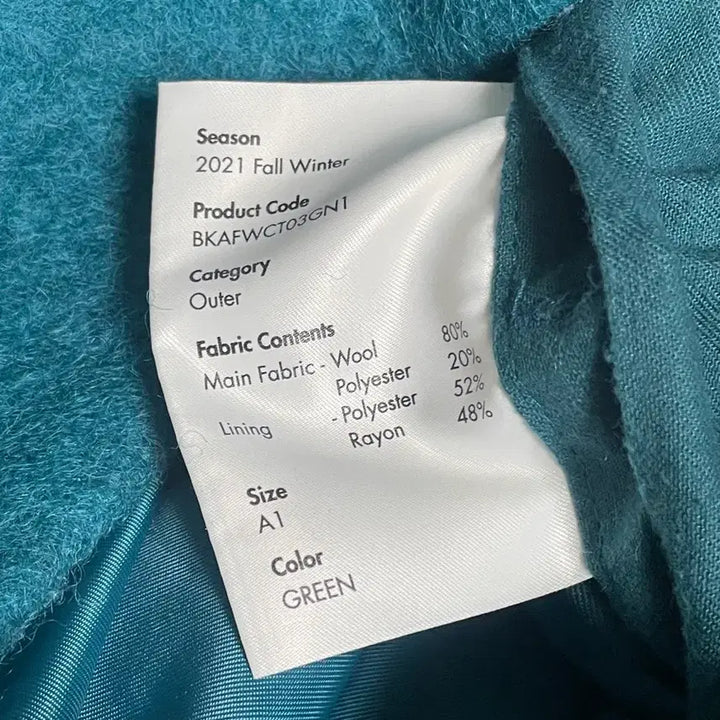 Season
2021 Fall Winter
Product Code
BKAFWCT03GN1
Category
Outer
Fabric Contents
Main Fabric - Wool 80%
Polyester 20%
Lining - Polyester 52%
Rayon 48%
Size
A1
Color
GREEN